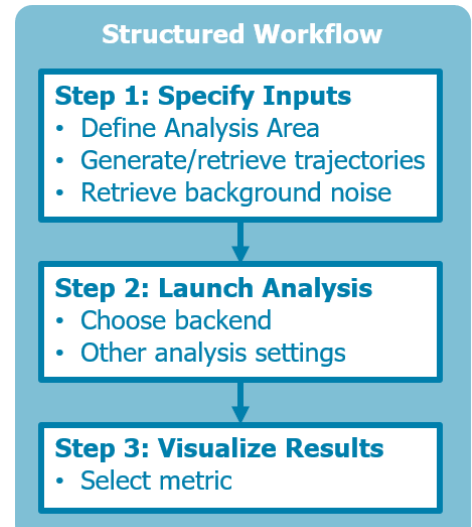 Structured Workflow
Step 1: Specify Inputs
• Define Analysis Area
• Generate/retrieve trajectories
• Retrieve background noise
Step 2: Launch Analysis
• Choose backend
• Other analysis settings
Step 3: Visualize Results
• Select metric